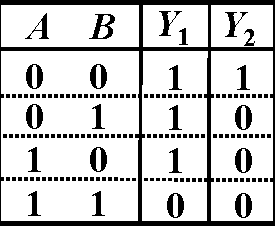 A B Y₁ Y₂
0 0 1 1
0 1 1 0
1 0 1 0
1 1 0 0